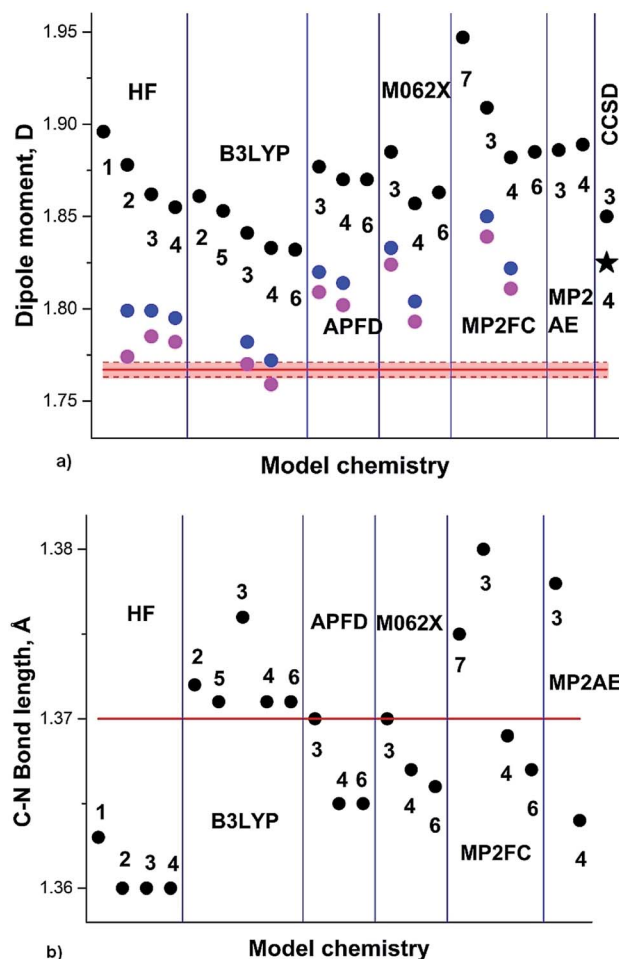 1.95
1.90
1.85
1.80
1.75
Dipole moment, D
HF
B3LYP
APFD
M062X
MP2FC
MP2
AE
CCSD
1
2
3
4
2
5
3
4
6
3
4
6
3
4
6
7
3
4
6
3
4
3
4
a)
Model chemistry
1.38
1.37
1.36
C-N Bond length, Å
HF
B3LYP
APFD
M062X
MP2FC
MP2AE
1
2
3
4
2
5
3
4
6
3
4
6
3
4
6
7
3
4
6
3
4
b)
Model chemistry